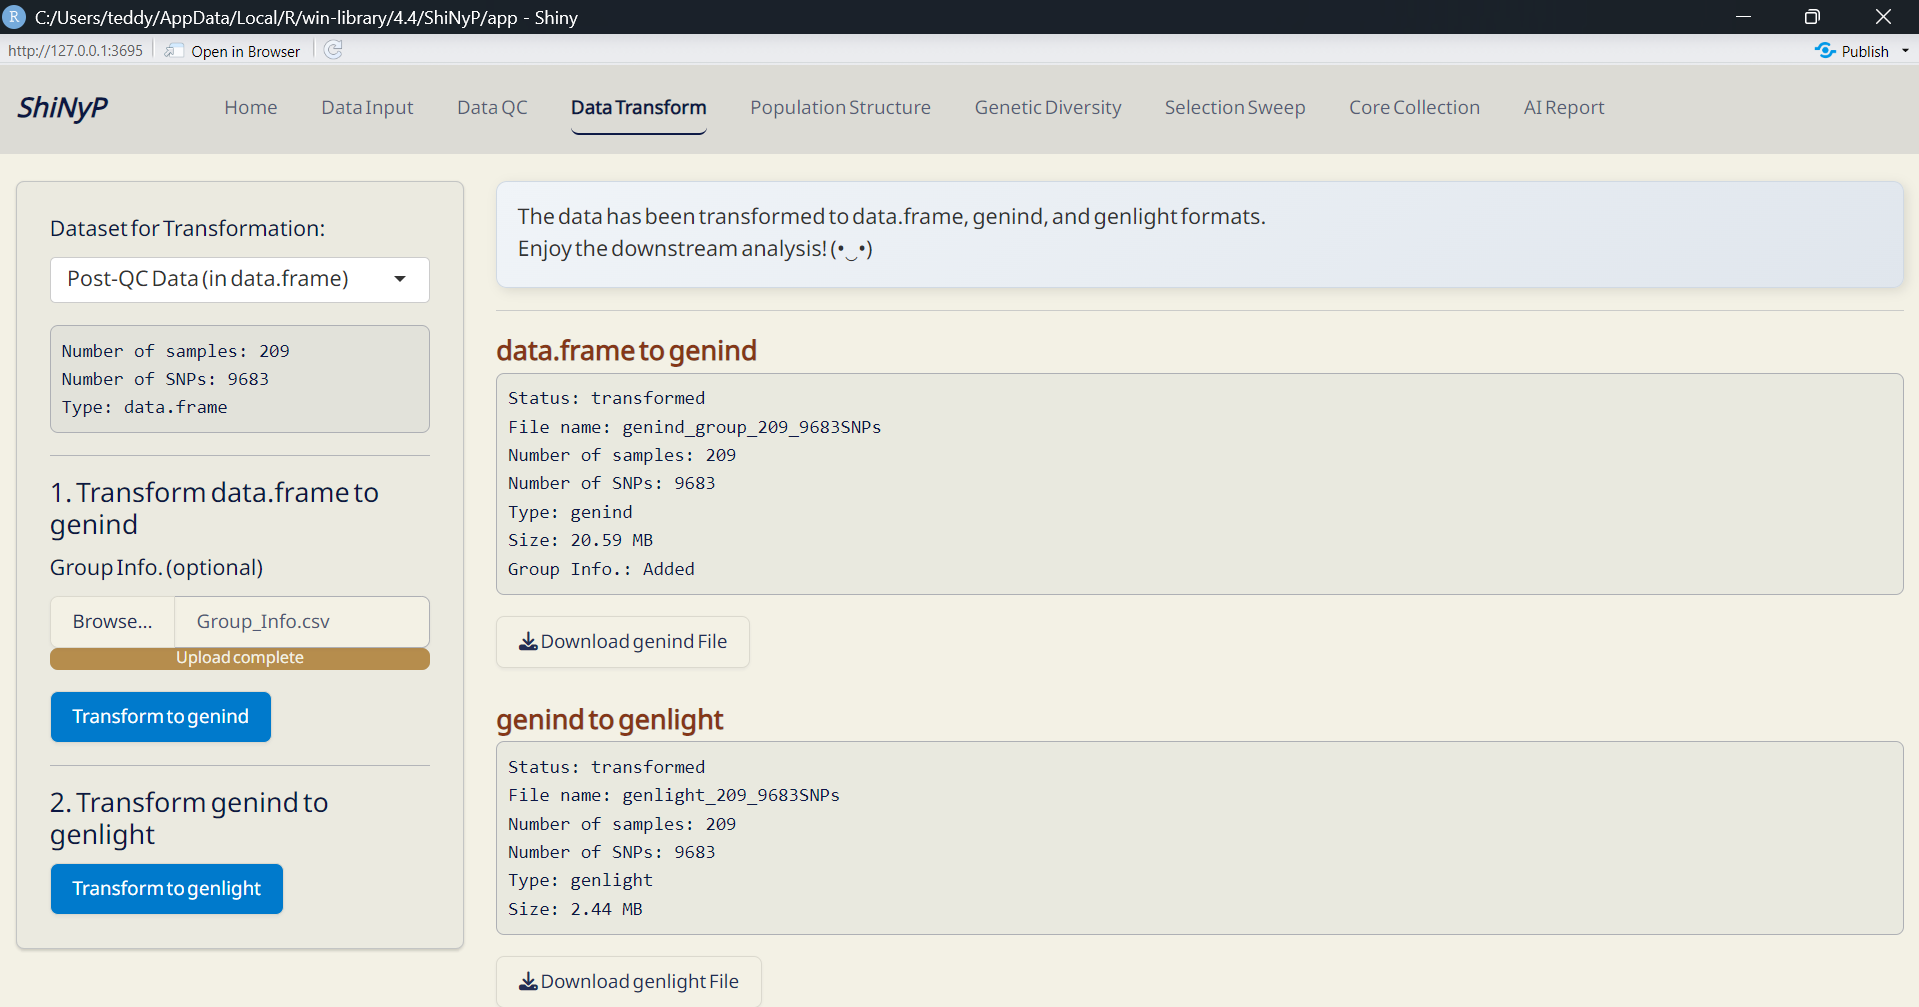 R C:/Users/teddy/AppData/Local/R/win-library/4.4/ShiNyP/app - Shiny
http://127.0.0.1:3695 Open in Browser Publish
ShiNyP Home Data Input Data QC Data Transform Population Structure Genetic Diversity Selection Sweep Core Collection AI Report
Dataset for Transformation:
Post-QC Data (in data.frame)
Number of samples: 209
Number of SNPs: 9683
Type: data.frame
1. Transform data.frame to
genind
Group Info. (optional)
Browse... Group_Info.csv
Upload complete
Transform to genind
2. Transform genind to
genlight
Transform to genlight
The data has been transformed to data.frame, genind, and genlight formats.
Enjoy the downstream analysis! (•‿•)
data.frame to genind
Status: transformed
File name: genind_group_209_9683SNPs
Number of samples: 209
Number of SNPs: 9683
Type: genind
Size: 20.59 MB
Group Info.: Added
Download genind File
genind to genlight
Status: transformed
File name: genlight_209_9683SNPs
Number of samples: 209
Number of SNPs: 9683
Type: genlight
Size: 2.44 MB
Download genlight File